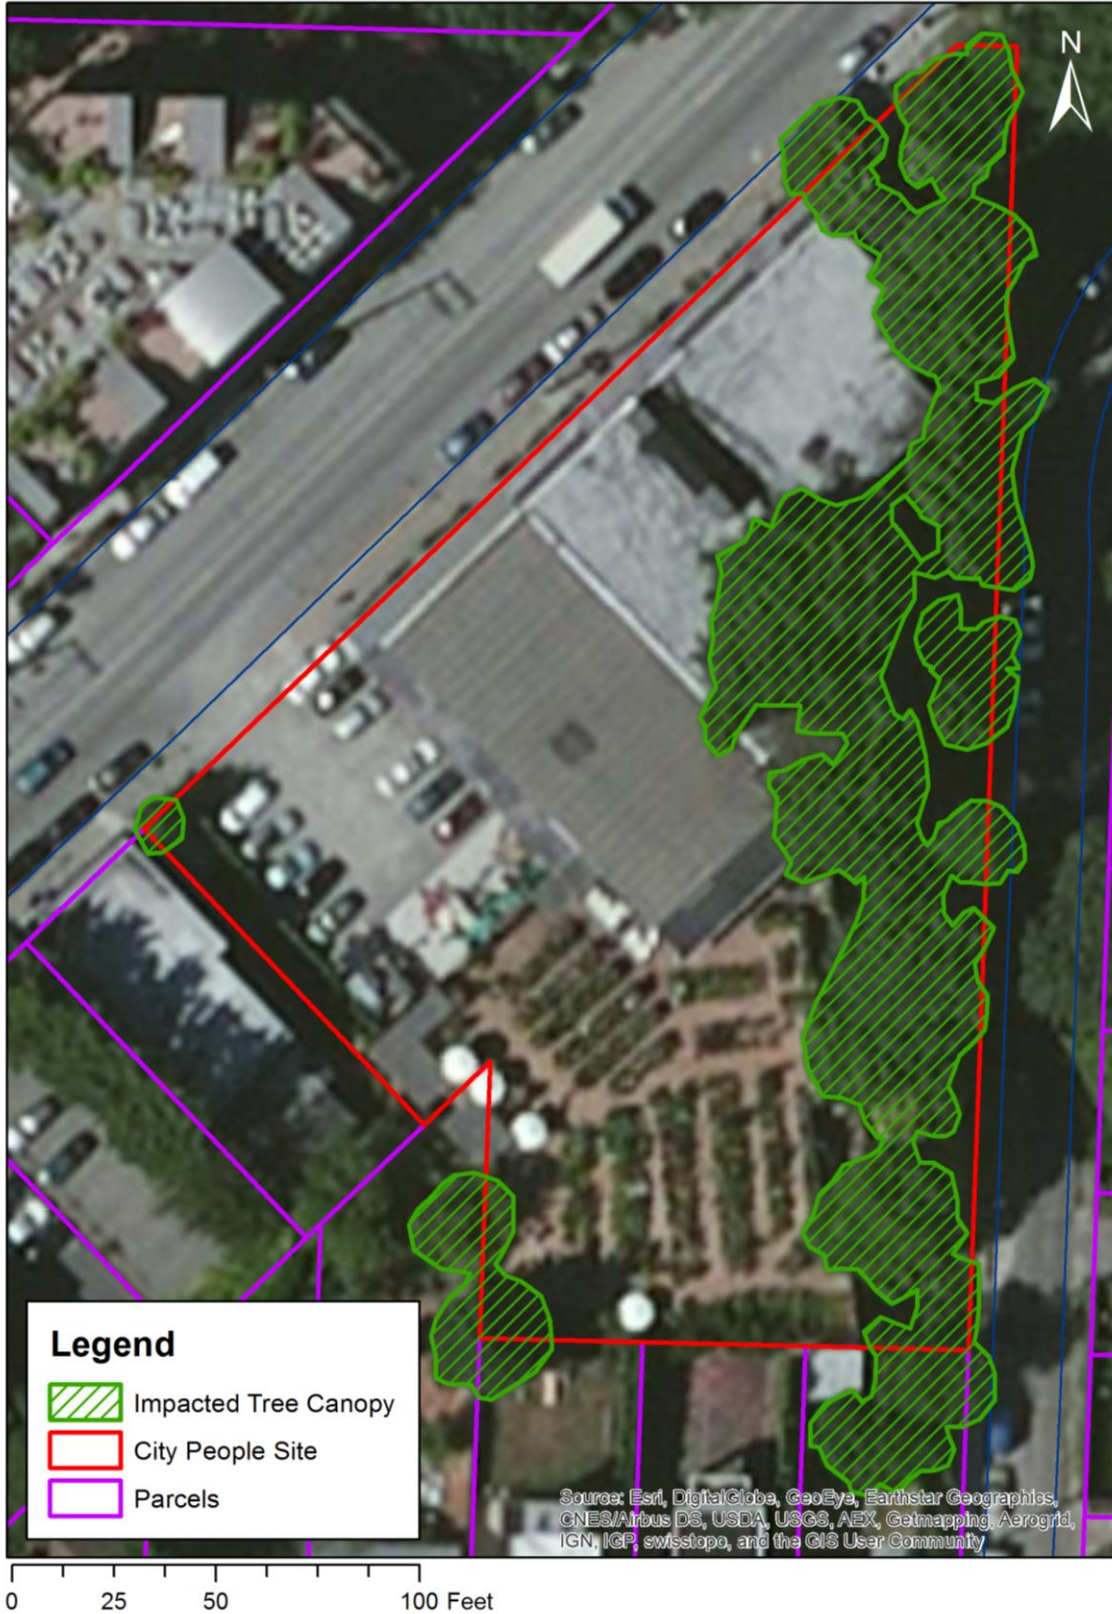 N
Legend
Impacted Tree Canopy
City People Site
Parcels
Source: Esri, DigitalGlobe, GeoEye, Earthstar Geographics,
CNES/Airbus DS, USDA, USGS, AEX, Getmapping, Aerogrid,
IGN, IGP, swisstopo, and the GIS User Community
0 25 50 100 Feet